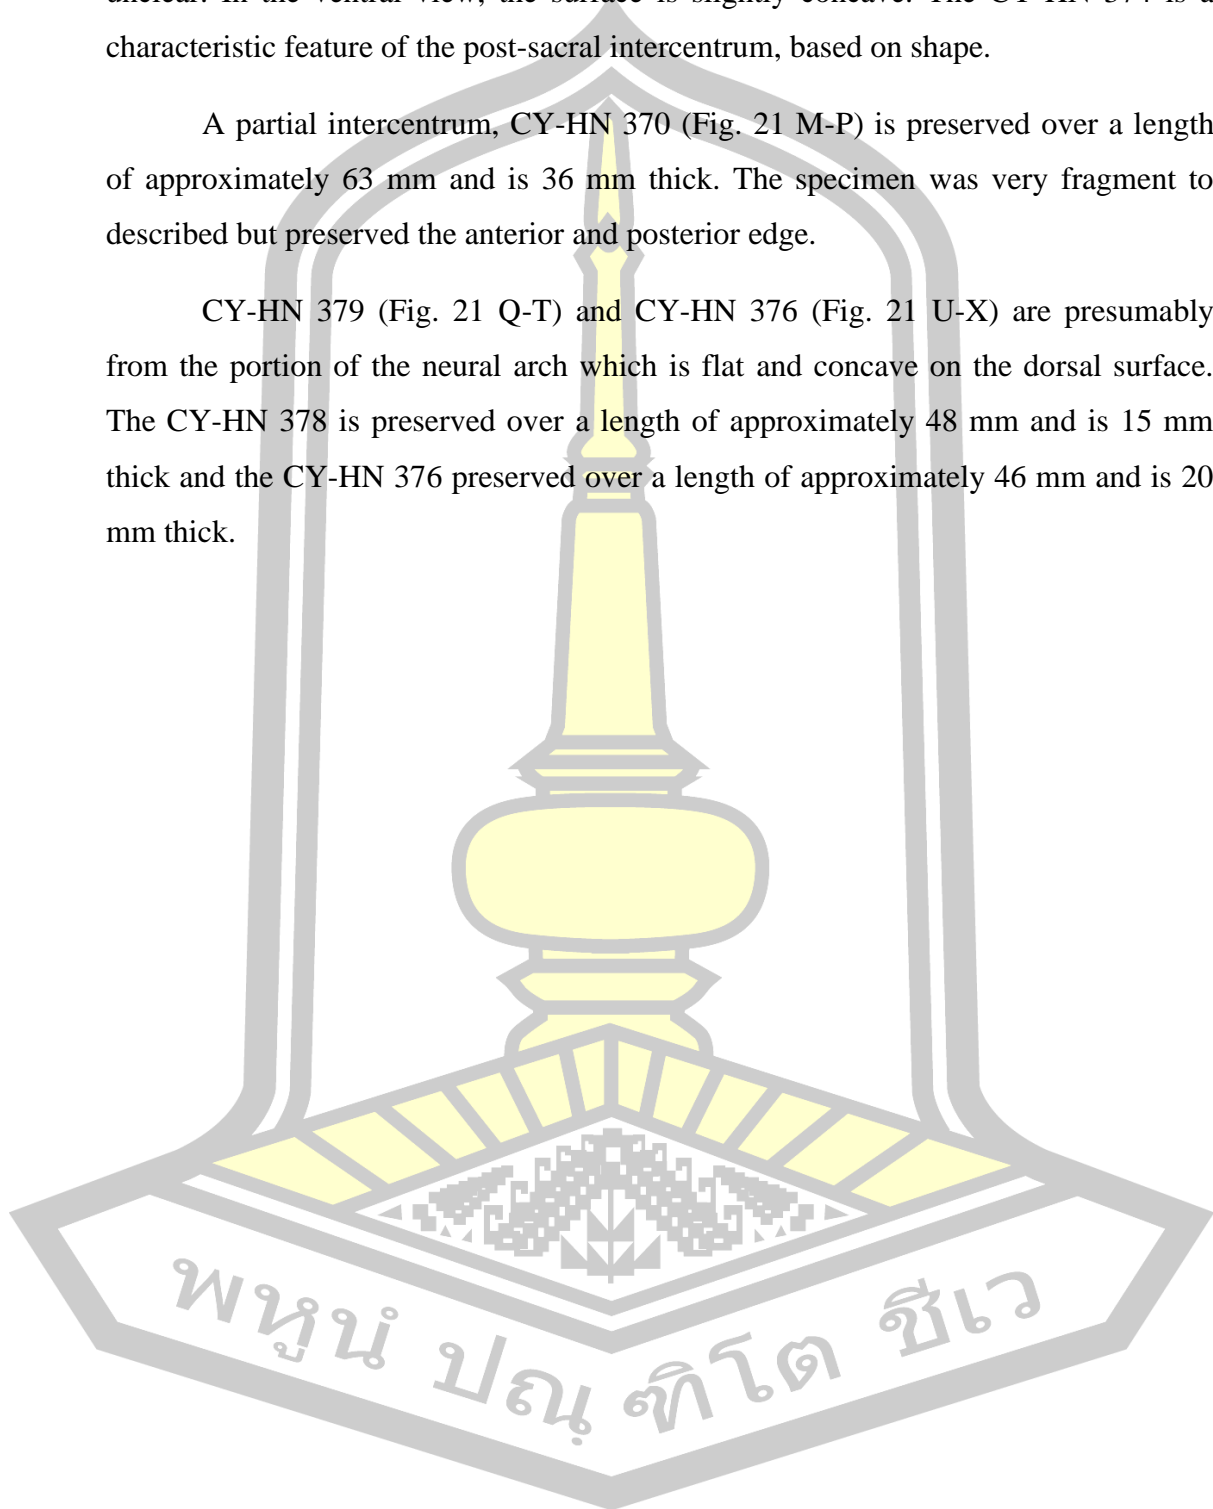 characteristic feature of the post-sacral intercentrum, based on shape.
A partial intercentrum, CY-HN 370 (Fig. 21 M-P) is preserved over a length
of approximately 63 mm and is 36 mm thick. The specimen was very fragment to
described but preserved the anterior and posterior edge.
CY-HN 379 (Fig. 21 Q-T) and CY-HN 376 (Fig. 21 U-X) are presumably
from the portion of the neural arch which is flat and concave on the dorsal surface.
The CY-HN 378 is preserved over a length of approximately 48 mm and is 15 mm
thick and the CY-HN 376 preserved over a length of approximately 46 mm and is 20
mm thick.
พหูนํ ปณฺฑิโต ชีเว